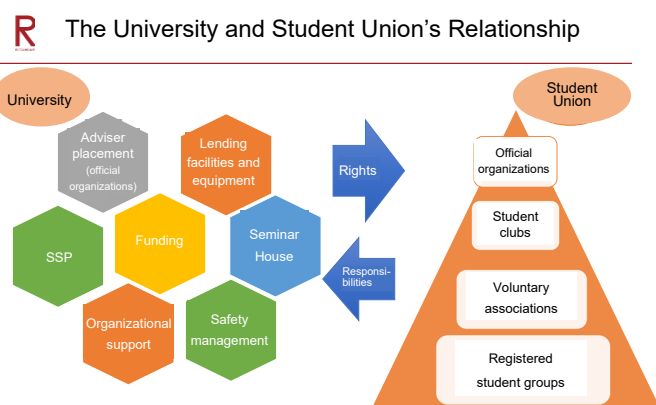 R
The University and Student Union's Relationship
University
Adviser
placement
(official
organizations)
Lending
facilities and
equipment
SSP
Funding
Seminar
House
Organizational
support
Safety
management
Rights
Responsi-
bilities
Student
Union
Official
organizations
Student
clubs
Voluntary
associations
Registered
student groups